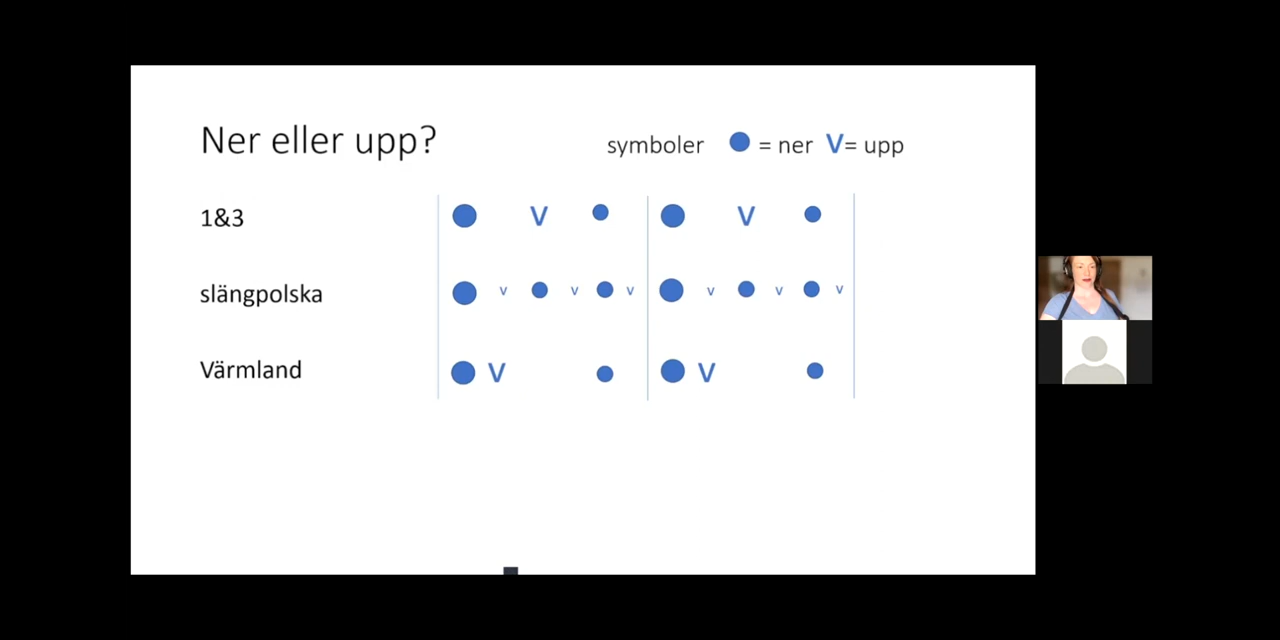 Ner eller upp?
symboler ● = ner V= upp
1&3 ● V ● ● V ●
slängpolska ● v ● v ● v ● v ● v ● v
Värmland ● V ● ● V ●